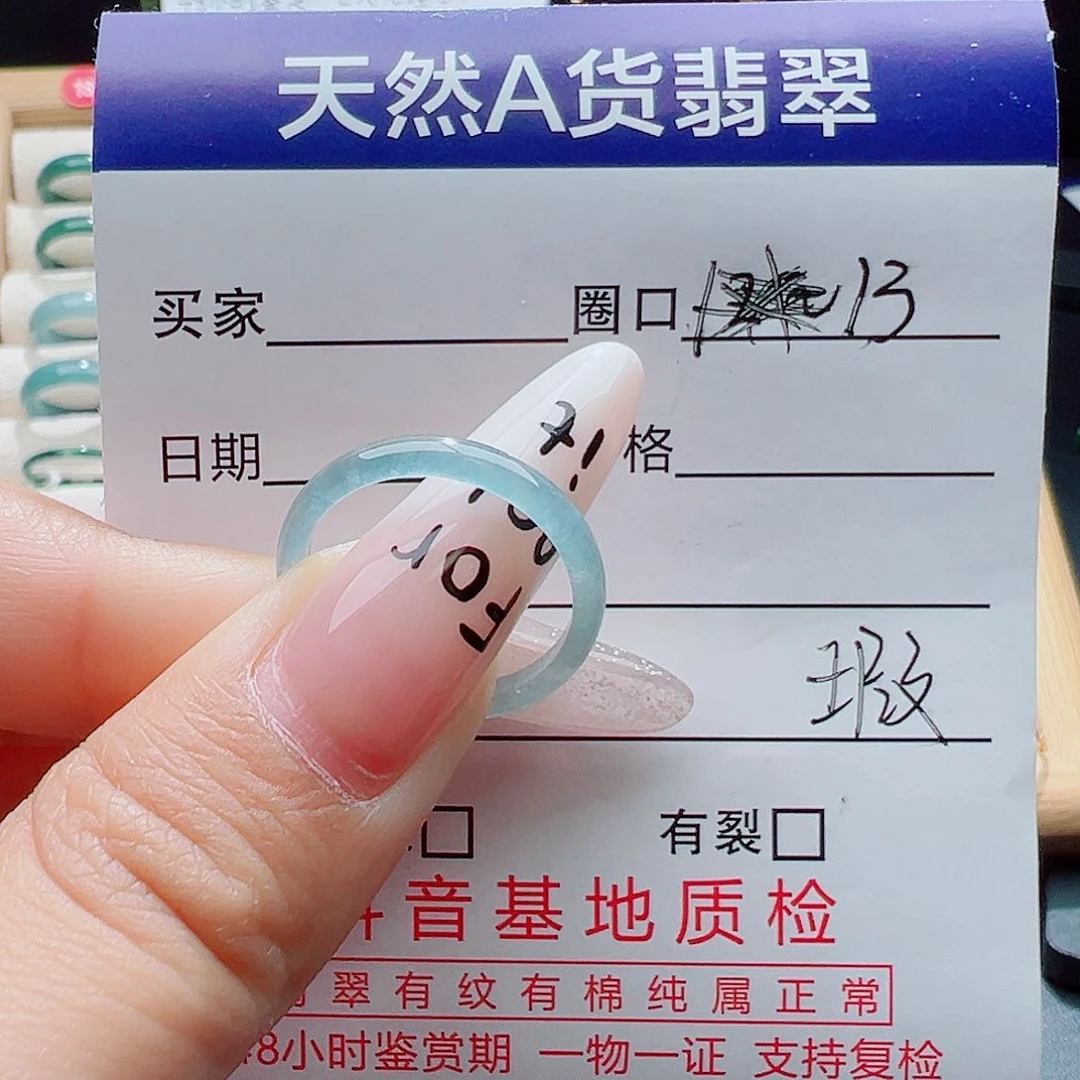 天然A货翡翠
买家 圈口 13
日期 格
瑕
有裂
音基地质检
翠有纹有棉纯属正常
8小时鉴赏期 一物一证 支持复检
For